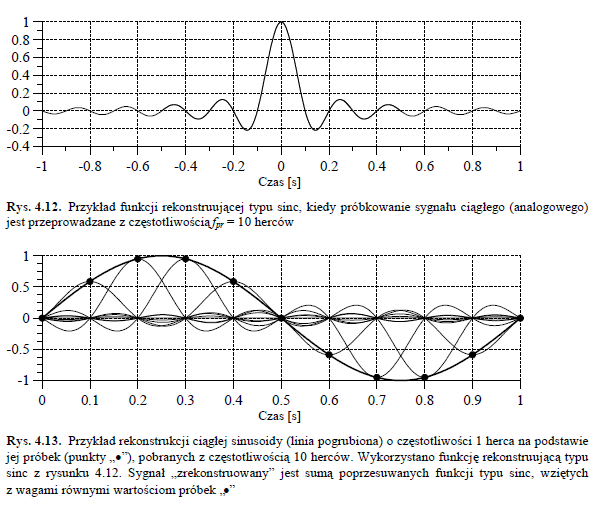 1
0.8
0.6
0.4
0.2
0
-0.2
-0.4
-1 -0.8 -0.6 -0.4 -0.2 0 0.2 0.4 0.6 0.8 1
Czas [s]
Rys. 4.12. Przykład funkcji rekonstruującej typu sinc, kiedy próbkowanie sygnału ciągłego (analogowego)
jest przeprowadzane z częstotliwością fpr = 10 herców
1
0.5
0
-0.5
-1
0 0.1 0.2 0.3 0.4 0.5 0.6 0.7 0.8 0.9 1
Czas [s]
Rys. 4.13. Przykład rekonstrukcji ciągłej sinusoidy (linia pogrubiona) o częstotliwości 1 herca na podstawie
jej próbek (punkty „●”), pobranych z częstotliwością 10 herców. Wykorzystano funkcję rekonstruującą typu
sinc z rysunku 4.12. Sygnał „zrekonstruowany” jest sumą poprzesuwanych funkcji typu sinc, wziętych
z wagami równymi wartościom próbek „●”